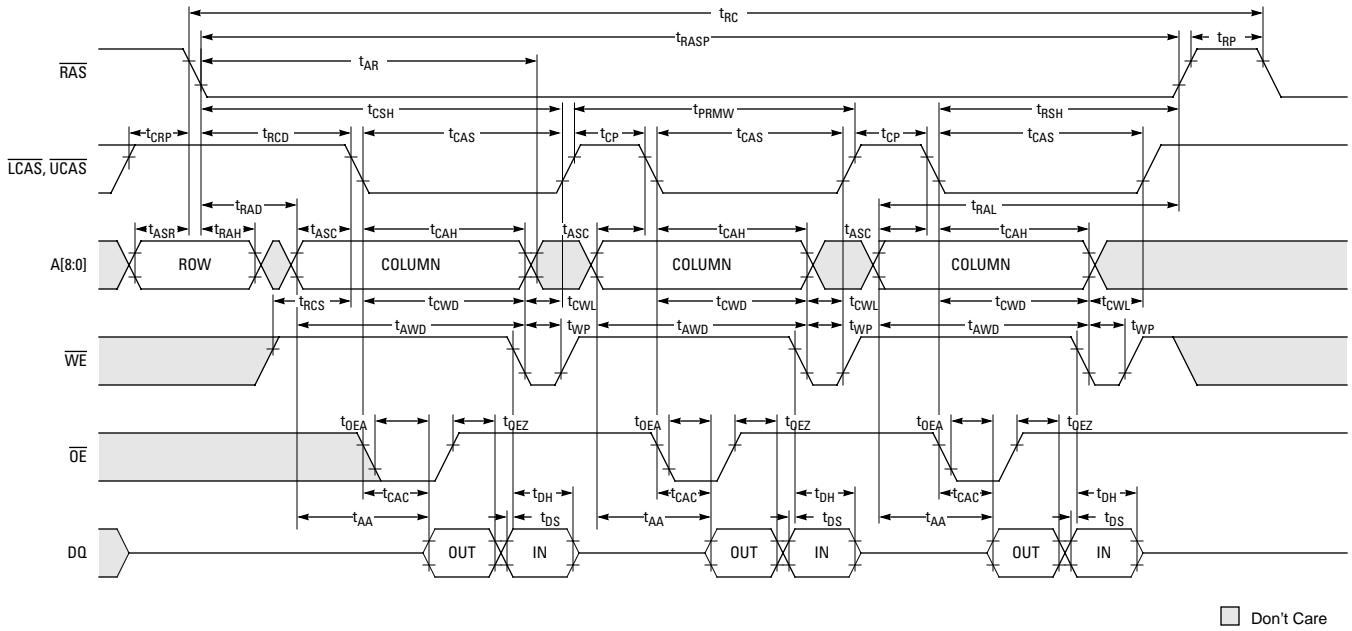 tRC
tRASP
tRP
RAS
tAR
tCSH
tPRMW
tRSH
tCRP
tRCD
tCAS
tCP
tCAS
tCP
tCAS
LCAS, UCAS
tRAD
tRAL
tASR
tRAH
tASC
tCAH
tASC
tCAH
tASC
tCAH
A[8:0]
ROW
COLUMN
COLUMN
COLUMN
tRCS
tCWD
tCWL
tCWD
tCWL
tCWD
tCWL
tAWD
tWP
tAWD
tWP
tAWD
tWP
WE
tOEA
tOEZ
tOEA
tOEZ
tOEA
tOEZ
OE
tCAC
tDH
tCAC
tDH
tCAC
tDH
tAA
tDS
tAA
tDS
tAA
tDS
DQ
OUT
IN
OUT
IN
OUT
IN
Don't Care